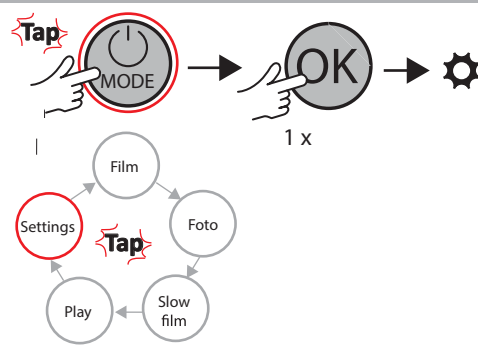 Tap
MODE
OK
1 x
Film
Settings
Foto
Tap
Play
Slow
film